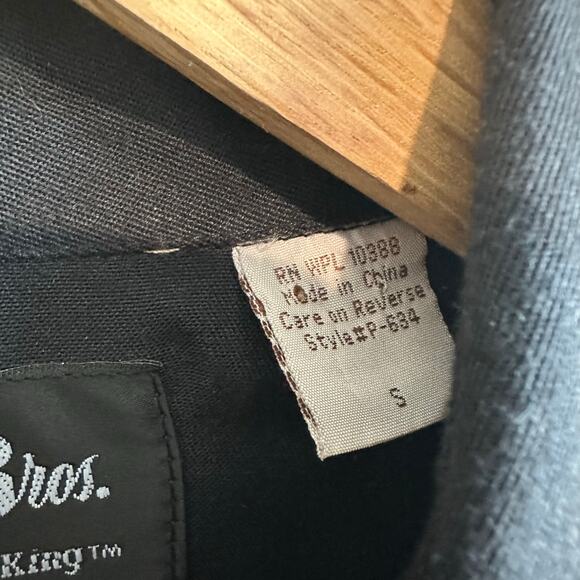 RN WPL 10388
Made in China
Care on Reverse
Style#P-634
S
Bros.
King™